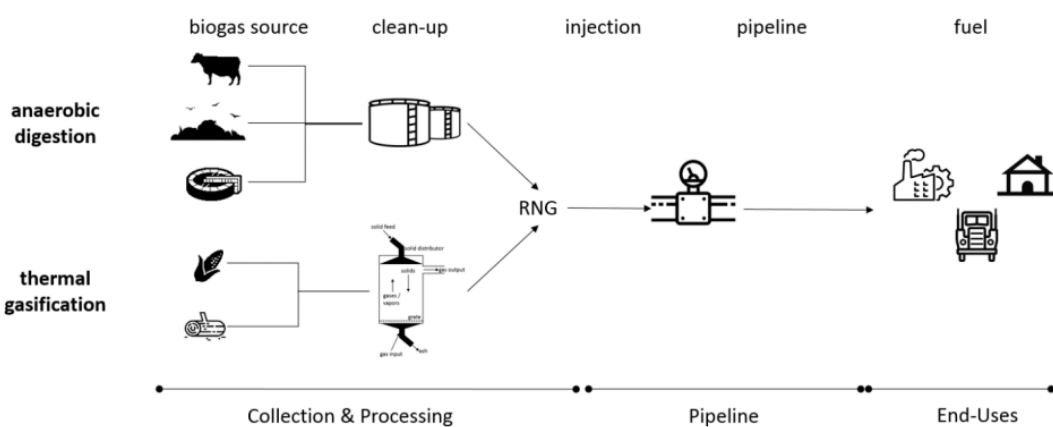 biogas source
clean-up
injection
pipeline
fuel
anaerobic
digestion
RNG
thermal
gasification
solid feed
solid distributor
solids
gas output
gases /
vapors
grate
gas input
ash
Collection & Processing
Pipeline
End-Uses